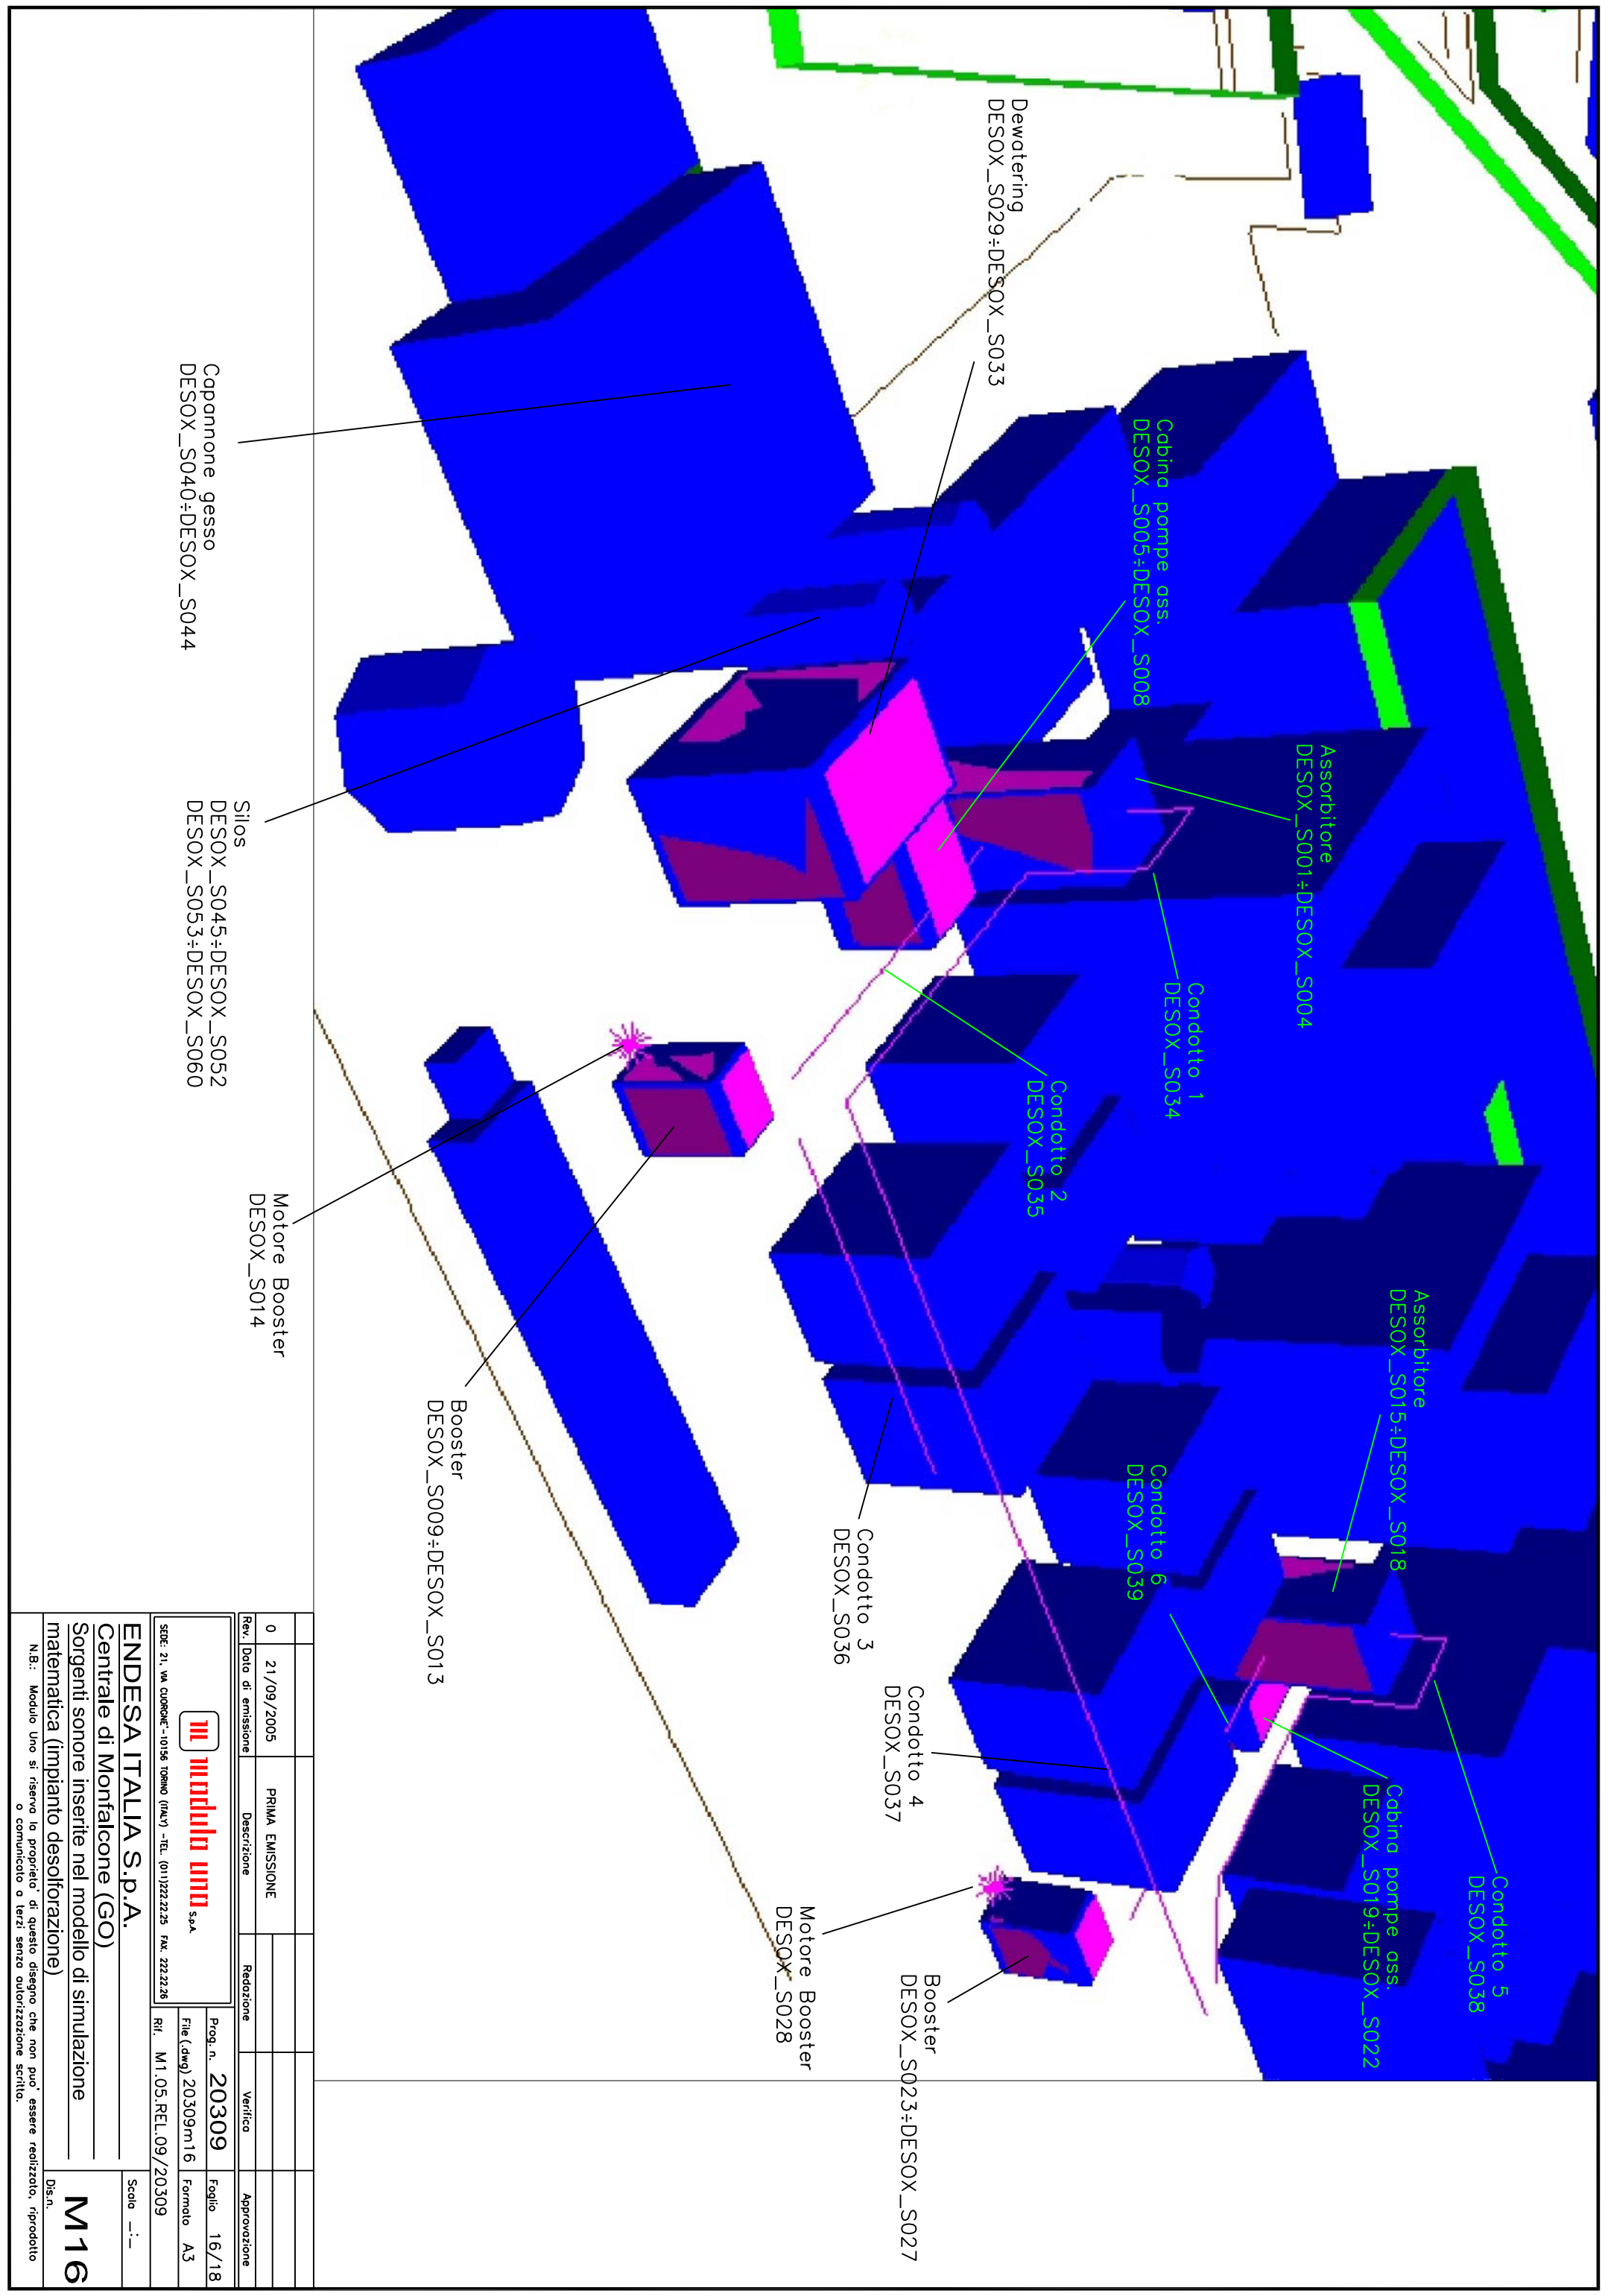 Dewatering
DESOX_S029÷DESOX_S033
Cabina pompe ass.
DESOX_S005÷DESOX_S008
Assorbitore
DESOX_S001÷DESOX_S004
Condotto 1
DESOX_S034
Condotto 2
DESOX_S035
Assorbitore
DESOX_S015÷DESOX_S018
Condotto 6
DESOX_S039
Condotto 5
DESOX_S038
Cabina pompe ass.
DESOX_S019÷DESOX_S022
Capannone gesso
DESOX_S040÷DESOX_S044
Silos
DESOX_S045÷DESOX_S052
DESOX_S053÷DESOX_S060
Motore Booster
DESOX_S014
Booster
DESOX_S009÷DESOX_S013
Condotto 3
DESOX_S036
Condotto 4
DESOX_S037
Motore Booster
DESOX_S028
Booster
DESOX_S023÷DESOX_S027
0 21/09/2005 PRIMA EMISSIONE
Rev. Data di emissione Descrizione Redazione Verifica Approvazione
modulo uno S.p.A.
SEDE: 21, VIA CUORGNE'-10156 TORINO (ITALY) -TEL. (011)222.22.25 FAX. 222.22.26
Prog. n. 20309 Foglio 16/18
File(.dwg) 20309m16 Formato A3
Rif. M1.05.REL.09/20309
ENDESA ITALIA S.p.A.
Centrale di Monfalcone (GO)
Sorgenti sonore inserite nel modello di simulazione
matematica (impianto desolforazione)
Scala _:_
Dis.n. M16
N.B.: Modulo Uno si riserva la proprieta' di questo disegno che non puo' essere realizzato, riprodotto
o comunicato a terzi senza autorizzazione scritta.